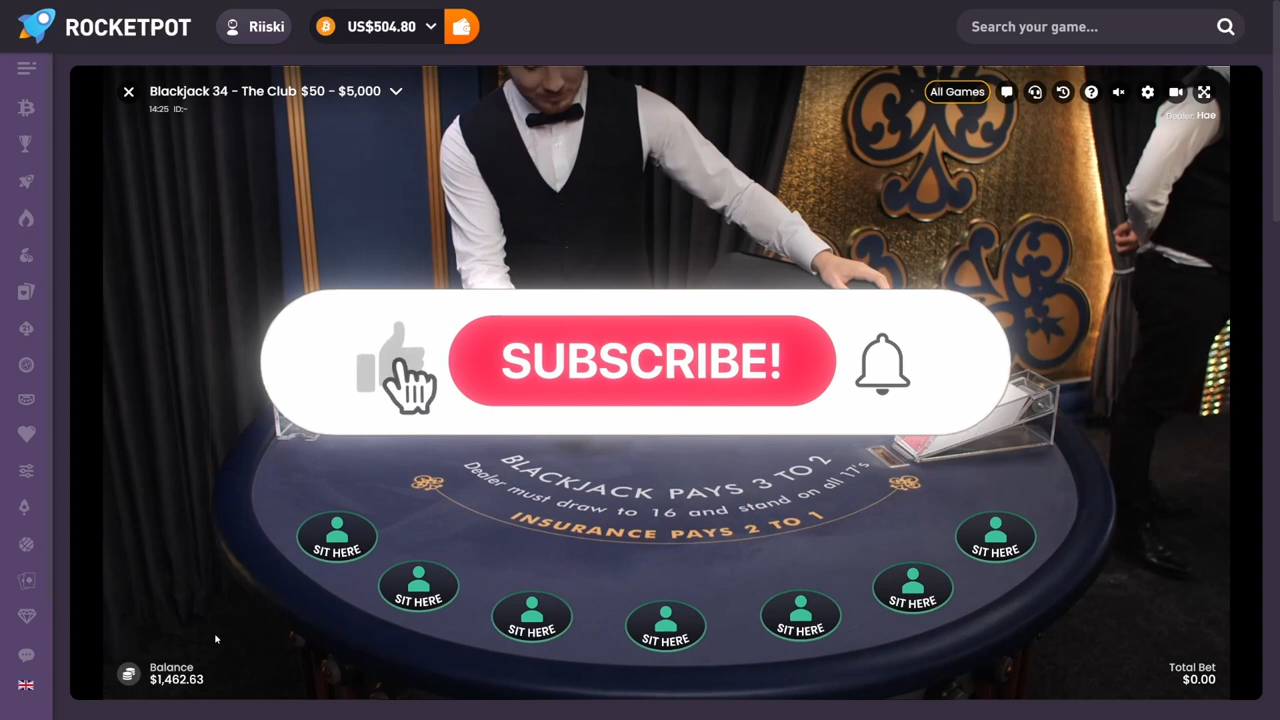 ROCKETPOT
Riiski
US$504.80
Search your game...
Blackjack 34 - The Club $50 - $5,000
All Games
14:25 ID:-
Dealer: Hae
SUBSCRIBE!
BLACKJACK PAYS 3 TO 2
Dealer must draw to 16 and stand on all 17's
INSURANCE PAYS 2 TO 1
SIT HERE
SIT HERE
SIT HERE
SIT HERE
SIT HERE
SIT HERE
SIT HERE
Balance
$1,462.63
Total Bet
$0.00